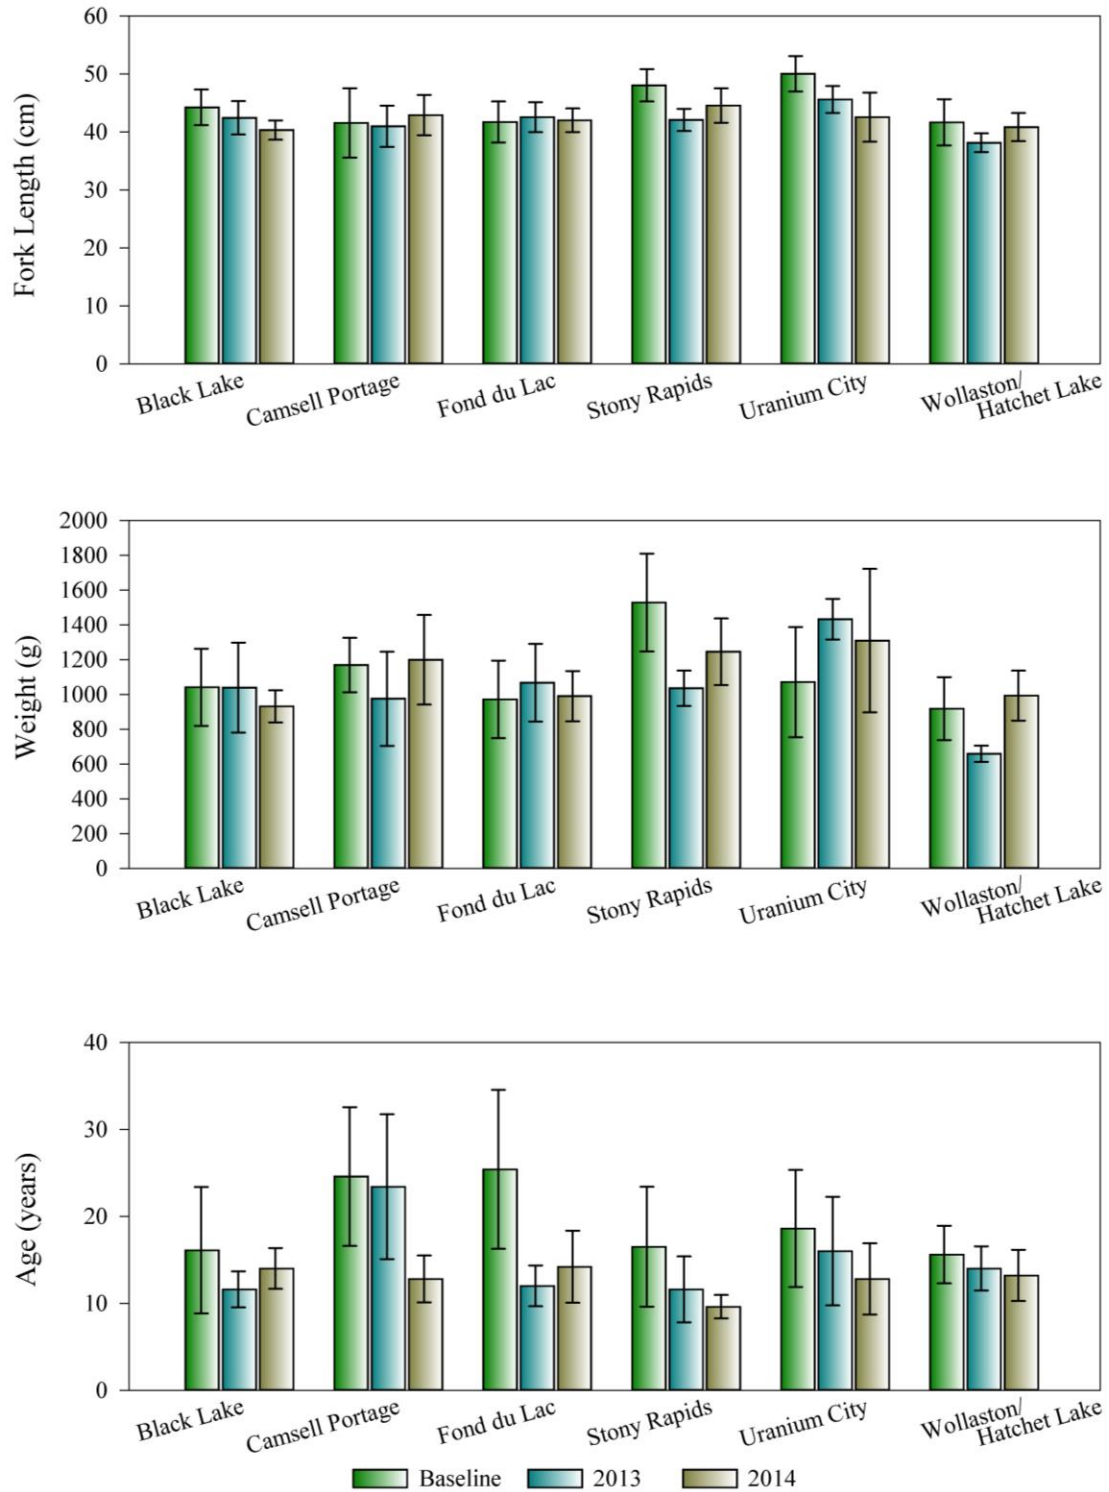 60
50
40
30
20
10
0
Fork Length (cm)
Black Lake
Camsell Portage
Fond du Lac
Stony Rapids
Uranium City
Wollaston/
Hatchet Lake
2000
1800
1600
1400
1200
1000
800
600
400
200
0
Weight (g)
Black Lake
Camsell Portage
Fond du Lac
Stony Rapids
Uranium City
Wollaston/
Hatchet Lake
40
30
20
10
0
Age (years)
Black Lake
Camsell Portage
Fond du Lac
Stony Rapids
Uranium City
Wollaston/
Hatchet Lake
Baseline 2013 2014